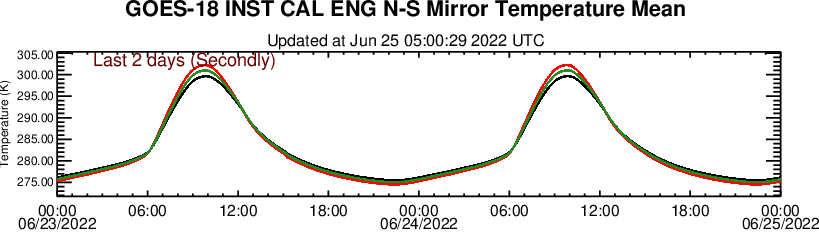 GOES-18 INST CAL ENG N-S Mirror Temperature Mean
Updated at Jun 25 05:00:29 2022 UTC
Last 2 days (Secondly)
Temperature (K)
305.00
300.00
295.00
290.00
285.00
280.00
275.00
00:00 06:00 12:00 18:00 00:00 06:00 12:00 18:00 00:00
06/23/2022 06/24/2022 06/25/2022